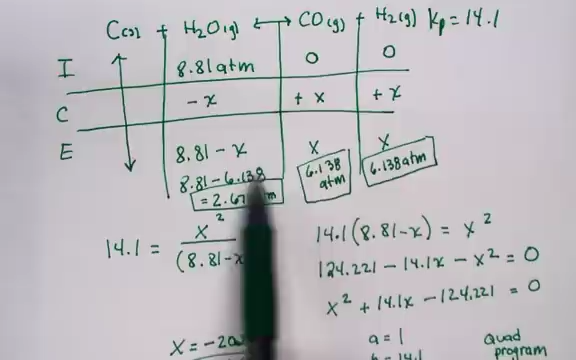 C(s) + H₂O(g) ⟷ CO(g) + H₂(g) Kp = 14.1
I 8.81 atm 0 0
C - x + x + x
E 8.81 - x x x
8.81 - 6.138 6.138 atm 6.138 atm
= 2.67
14.1 = x² / (8.81 - x
14.1(8.81 - x) = x²
124.221 - 14.1x - x² = 0
x² + 14.1x - 124.221 = 0
x = -20
a = 1
Quad
program